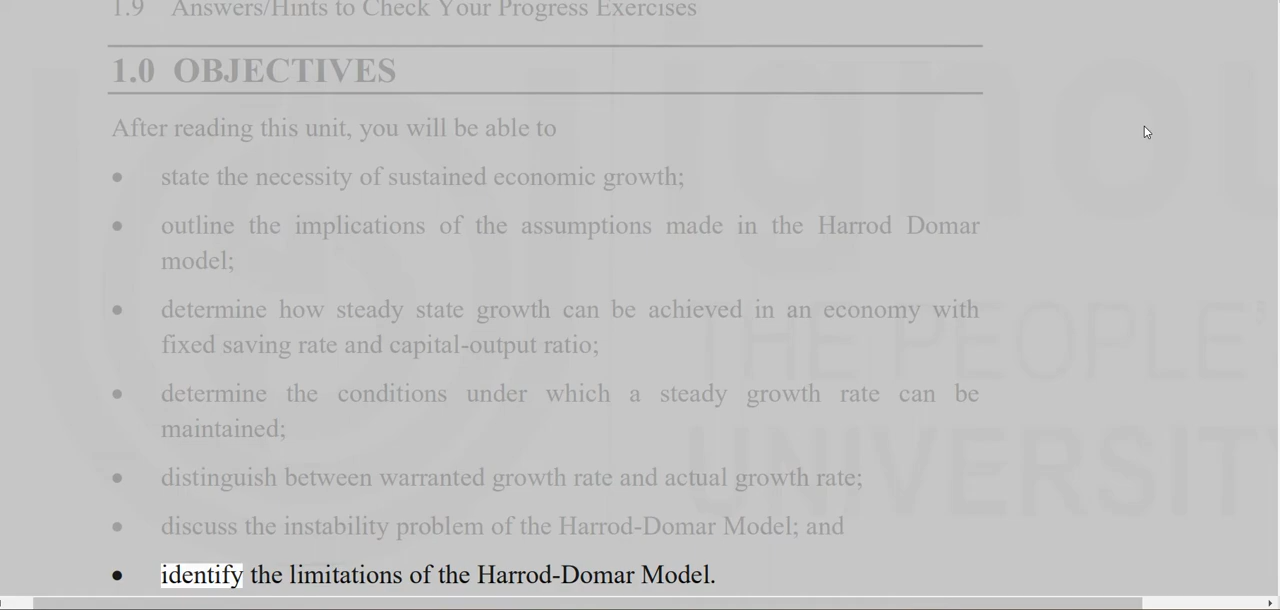 1.9 Answers/Hints to Check Your Progress Exercises
1.0 OBJECTIVES
After reading this unit, you will be able to
• state the necessity of sustained economic growth;
• outline the implications of the assumptions made in the Harrod Domar
model;
• determine how steady state growth can be achieved in an economy with
fixed saving rate and capital-output ratio;
• determine the conditions under which a steady growth rate can be
maintained;
• distinguish between warranted growth rate and actual growth rate;
• discuss the instability problem of the Harrod-Domar Model; and
• identify the limitations of the Harrod-Domar Model.
ignou
THE PEOPLE'
UNIVERSITY